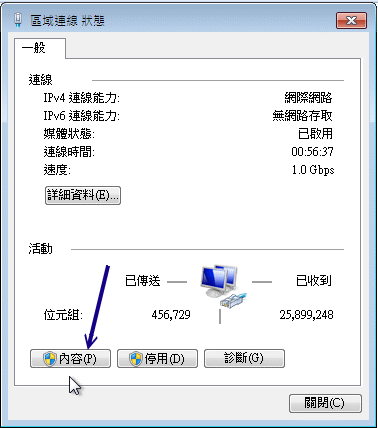 區域連線 狀態
一般
連線
IPv4 連線能力: 網際網路
IPv6 連線能力: 無網路存取
媒體狀態: 已啟用
連線時間: 00:56:37
速度: 1.0 Gbps
詳細資料(E)...
活動
已傳送 已收到
位元組: 456,729 25,899,248
內容(P) 停用(D) 診斷(G)
關閉(C)